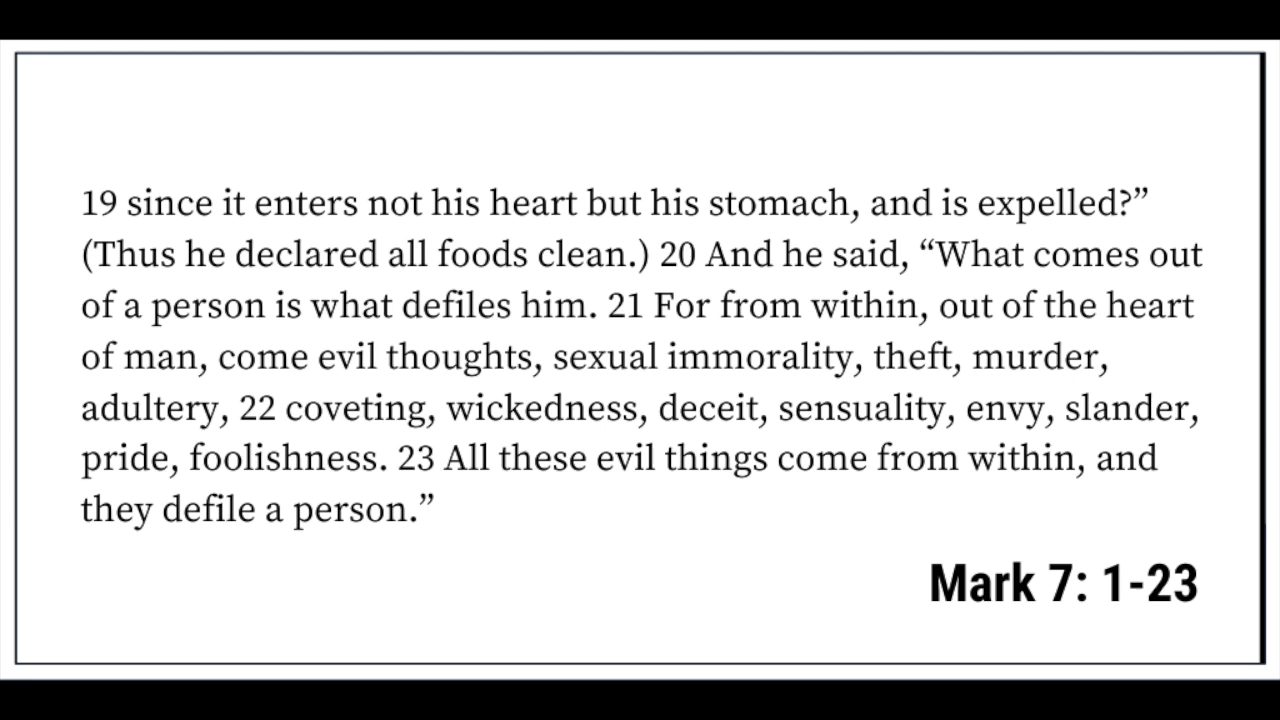 19 since it enters not his heart but his stomach, and is expelled?”
(Thus he declared all foods clean.) 20 And he said, “What comes out
of a person is what defiles him. 21 For from within, out of the heart
of man, come evil thoughts, sexual immorality, theft, murder,
adultery, 22 coveting, wickedness, deceit, sensuality, envy, slander,
pride, foolishness. 23 All these evil things come from within, and
they defile a person.”
Mark 7: 1-23